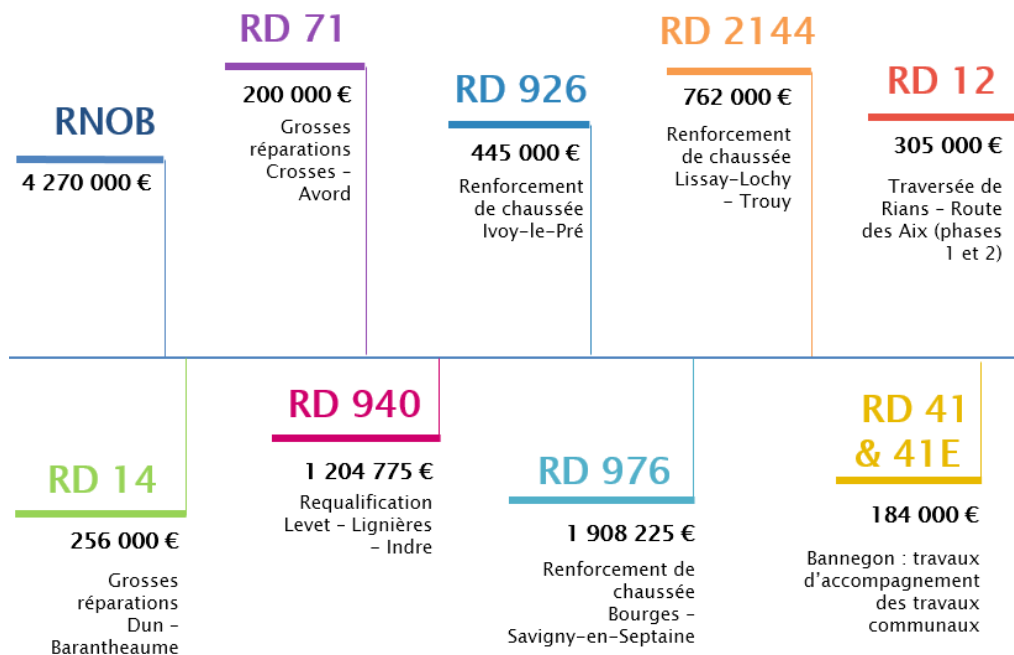 RNOB
4 270 000 €
RD 71
200 000 €
Grosses
réparations
Crosses –
Avord
RD 926
445 000 €
Renforcement
de chaussée
Ivoy-le-Pré
RD 2144
762 000 €
Renforcement
de chaussée
Lissay-Lochy
– Trouy
RD 12
305 000 €
Traversée de
Rians – Route
des Aix (phases
1 et 2)
RD 14
256 000 €
Grosses
réparations
Dun –
Barantheaume
RD 940
1 204 775 €
Requalification
Levet – Lignières
– Indre
RD 976
1 908 225 €
Renforcement de
chaussée
Bourges –
Savigny-en-Septaine
RD 41
& 41E
184 000 €
Bannegon : travaux
d’accompagnement
des travaux
communaux